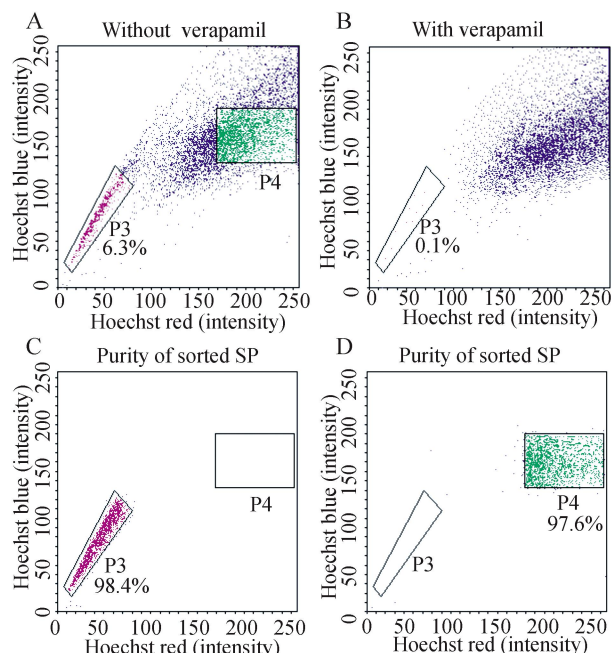 A
Without verapamil
Hoechst blue (intensity)
250
200
150
100
50
0
P4
P3
6.3%
0 50 100 150 200 250
Hoechst red (intensity)
B
With verapamil
Hoechst blue (intensity)
250
200
150
100
50
0
P3
0.1%
0 50 100 150 200 250
Hoechst red (intensity)
C
Purity of sorted SP
Hoechst blue (intensity)
250
200
150
100
50
0
P4
P3
98.4%
0 50 100 150 200 250
Hoechst red (intensity)
D
Purity of sorted SP
Hoechst blue (intensity)
250
200
150
100
50
0
P4
97.6%
P3
0 50 100 150 200 250
Hoechst red (intensity)